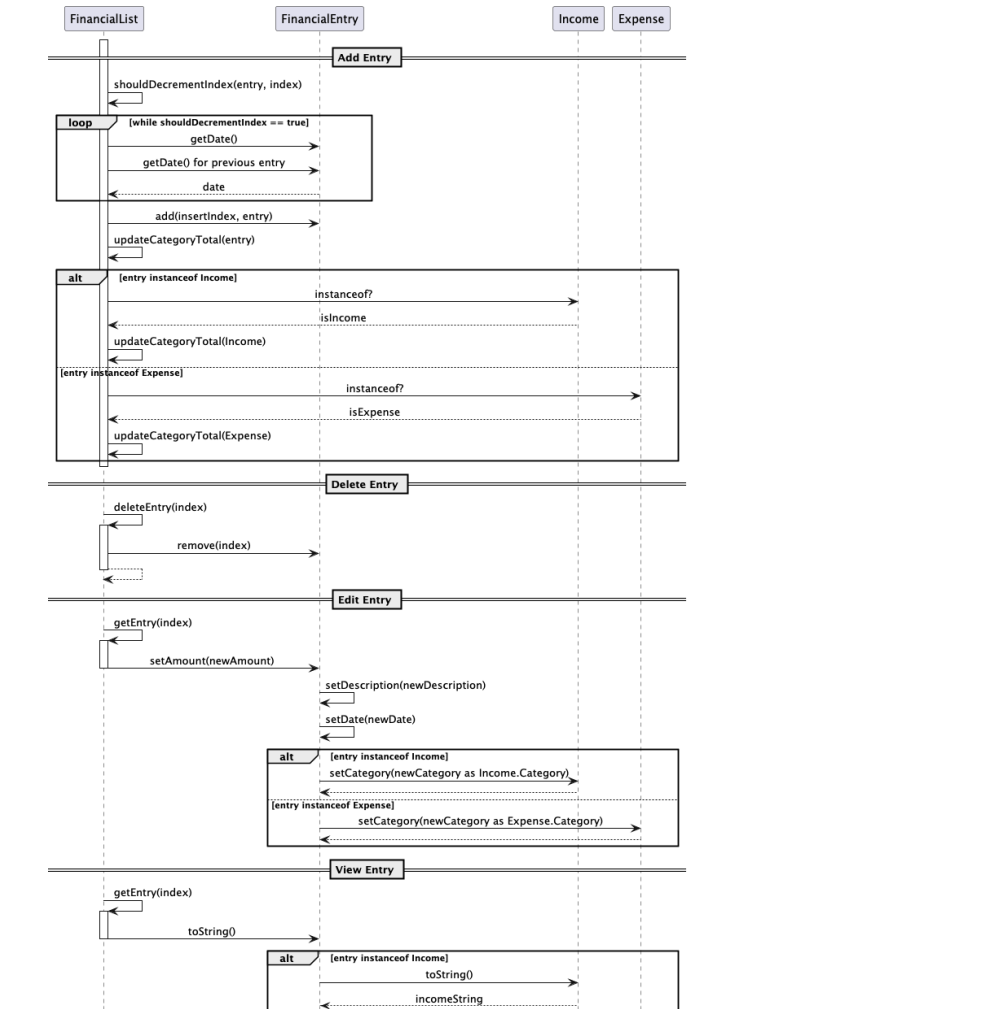 FinancialList FinancialEntry Income Expense
Add Entry
shouldDecrementIndex(entry, index)
loop [while shouldDecrementIndex == true]
getDate()
getDate() for previous entry
date
add(insertIndex, entry)
updateCategoryTotal(entry)
alt [entry instanceof Income]
instanceof?
isIncome
updateCategoryTotal(Income)
[entry instanceof Expense]
instanceof?
isExpense
updateCategoryTotal(Expense)
Delete Entry
deleteEntry(index)
remove(index)
Edit Entry
getEntry(index)
setAmount(newAmount)
setDescription(newDescription)
setDate(newDate)
alt [entry instanceof Income]
setCategory(newCategory as Income.Category)
[entry instanceof Expense]
setCategory(newCategory as Expense.Category)
View Entry
getEntry(index)
toString()
alt [entry instanceof Income]
toString()
incomeString